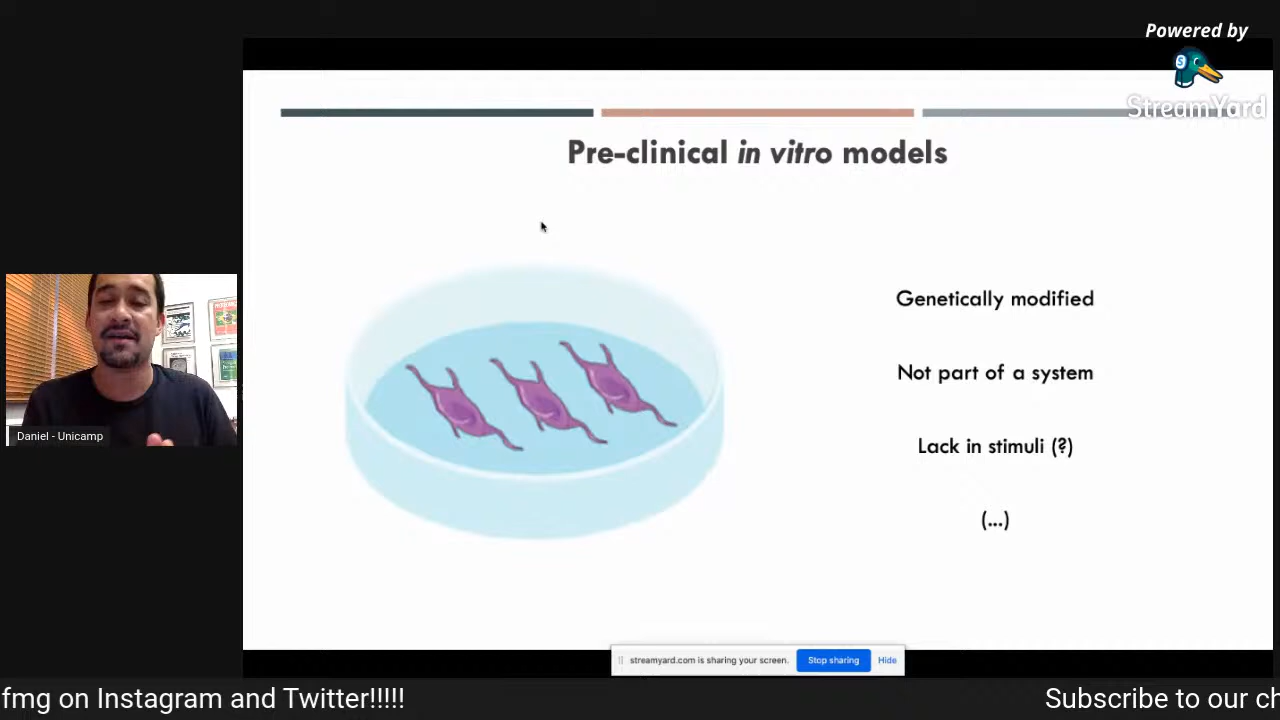 Powered by
StreamYard
Pre-clinical in vitro models
Genetically modified
Not part of a system
Lack in stimuli (?)
(...)
Daniel - Unicamp
streamyard.com is sharing your screen.
Stop sharing
Hide
fmg on Instagram and Twitter!!!!!
Subscribe to our ch